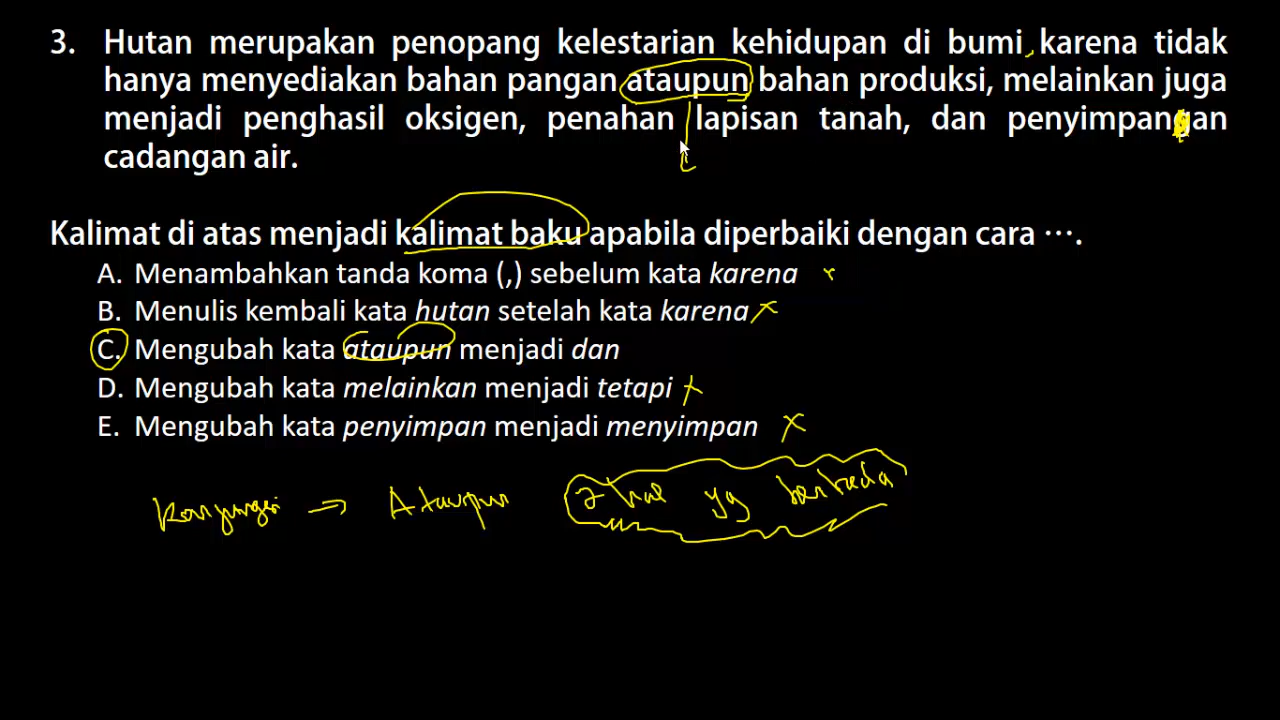 3. Hutan merupakan penopang kelestarian kehidupan di bumi, karena tidak
hanya menyediakan bahan pangan ataupun bahan produksi, melainkan juga
menjadi penghasil oksigen, penahan lapisan tanah, dan penyimpangan
cadangan air.
Kalimat di atas menjadi kalimat baku apabila diperbaiki dengan cara ….
A. Menambahkan tanda koma (,) sebelum kata karena
B. Menulis kembali kata hutan setelah kata karena
C. Mengubah kata ataupun menjadi dan
D. Mengubah kata melainkan menjadi tetapi
E. Mengubah kata penyimpan menjadi menyimpan
Konjungsi → Ataupun 2 hal yg berbeda